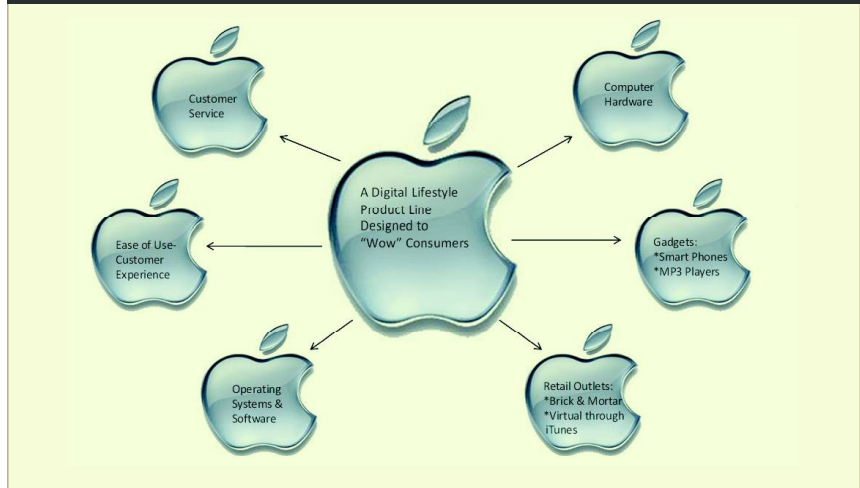 Customer
Service
Computer
Hardware
A Digital Lifestyle
Product Line
Designed to
“Wow” Consumers
Ease of Use-
Customer
Experience
Gadgets:
*Smart Phones
*MP3 Players
Operating
Systems &
Software
Retail Outlets:
*Brick & Mortar
*Virtual through
iTunes